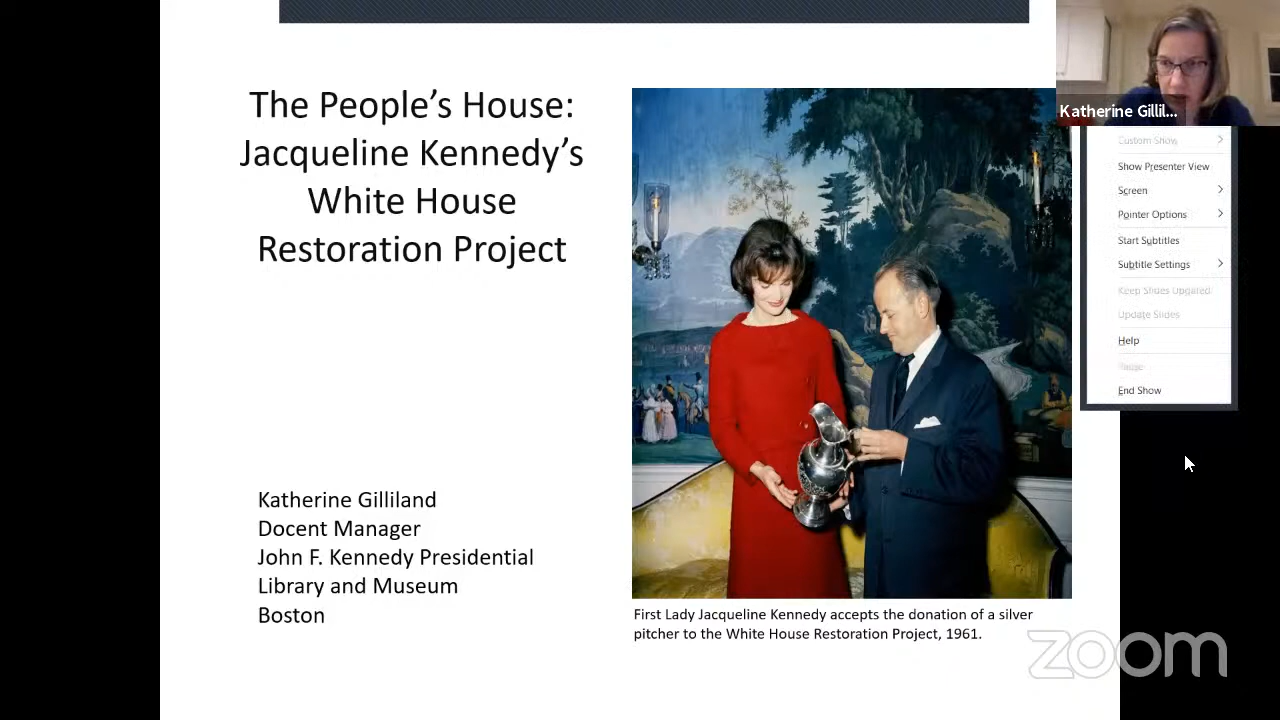 The People’s House:
Jacqueline Kennedy’s
White House
Restoration Project
Katherine Gilliland
Docent Manager
John F. Kennedy Presidential
Library and Museum
Boston
First Lady Jacqueline Kennedy accepts the donation of a silver
pitcher to the White House Restoration Project, 1961.
Katherine Gillil...
Custom Show
Show Presenter View
Screen
Pointer Options
Start Subtitles
Subtitle Settings
Keep Slides Updated
Update Slides
Help
Pause
End Show
zoom